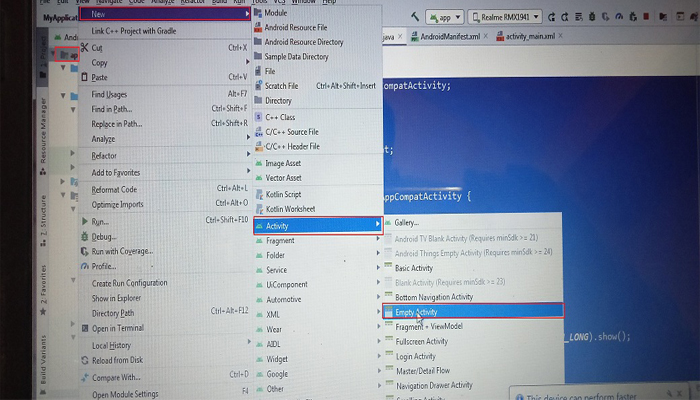 File Edit View Navigate Code Analyze Refactor Build Run Tools VCS Window Help
MyApplicat
New
app
Realme RMX1941
Module
Link C++ Project with Gradle
Android Resource File
java
AndroidManifest.xml
activity_main.xml
Cut Ctrl+X
Android Resource Directory
Copy
Sample Data Directory
Paste Ctrl+V
File
Scratch File Ctrl+Alt+Shift+Insert
compatActivity;
Find Usages Alt+F7
Directory
Find in Path... Ctrl+Shift+F
C++ Class
Replace in Path... Ctrl+Shift+R
C/C++ Source File
Analyze
C/C++ Header File
Refactor
Image Asset
Add to Favorites
Vector Asset
Reformat Code Ctrl+Alt+L
Kotlin Script
AppCompatActivity {
Optimize Imports Ctrl+Alt+O
Kotlin Worksheet
Run... Ctrl+Shift+F10
Activity
Gallery...
Debug...
Fragment
Android TV Blank Activity (Requires minSdk >= 21)
Run with Coverage...
Folder
Android Things Empty Activity (Requires minSdk >= 24)
Profile...
Service
Basic Activity
Create Run Configuration
UiComponent
Blank Activity (Requires minSdk >= 23)
Show in Explorer
Automotive
Bottom Navigation Activity
Directory Path Ctrl+Alt+F12
XML
Empty Activity
Open in Terminal
Wear
Fragment + ViewModel
Local History
AIDL
Fullscreen Activity
_LONG).show();
Reload from Disk
Widget
Login Activity
Compare With... Ctrl+D
Google
Master/Detail Flow
Open Module Settings F4
Other
Navigation Drawer Activity
This device can perform faster
Resource Manager
Z: Structure
2: Favorites
Build Variants